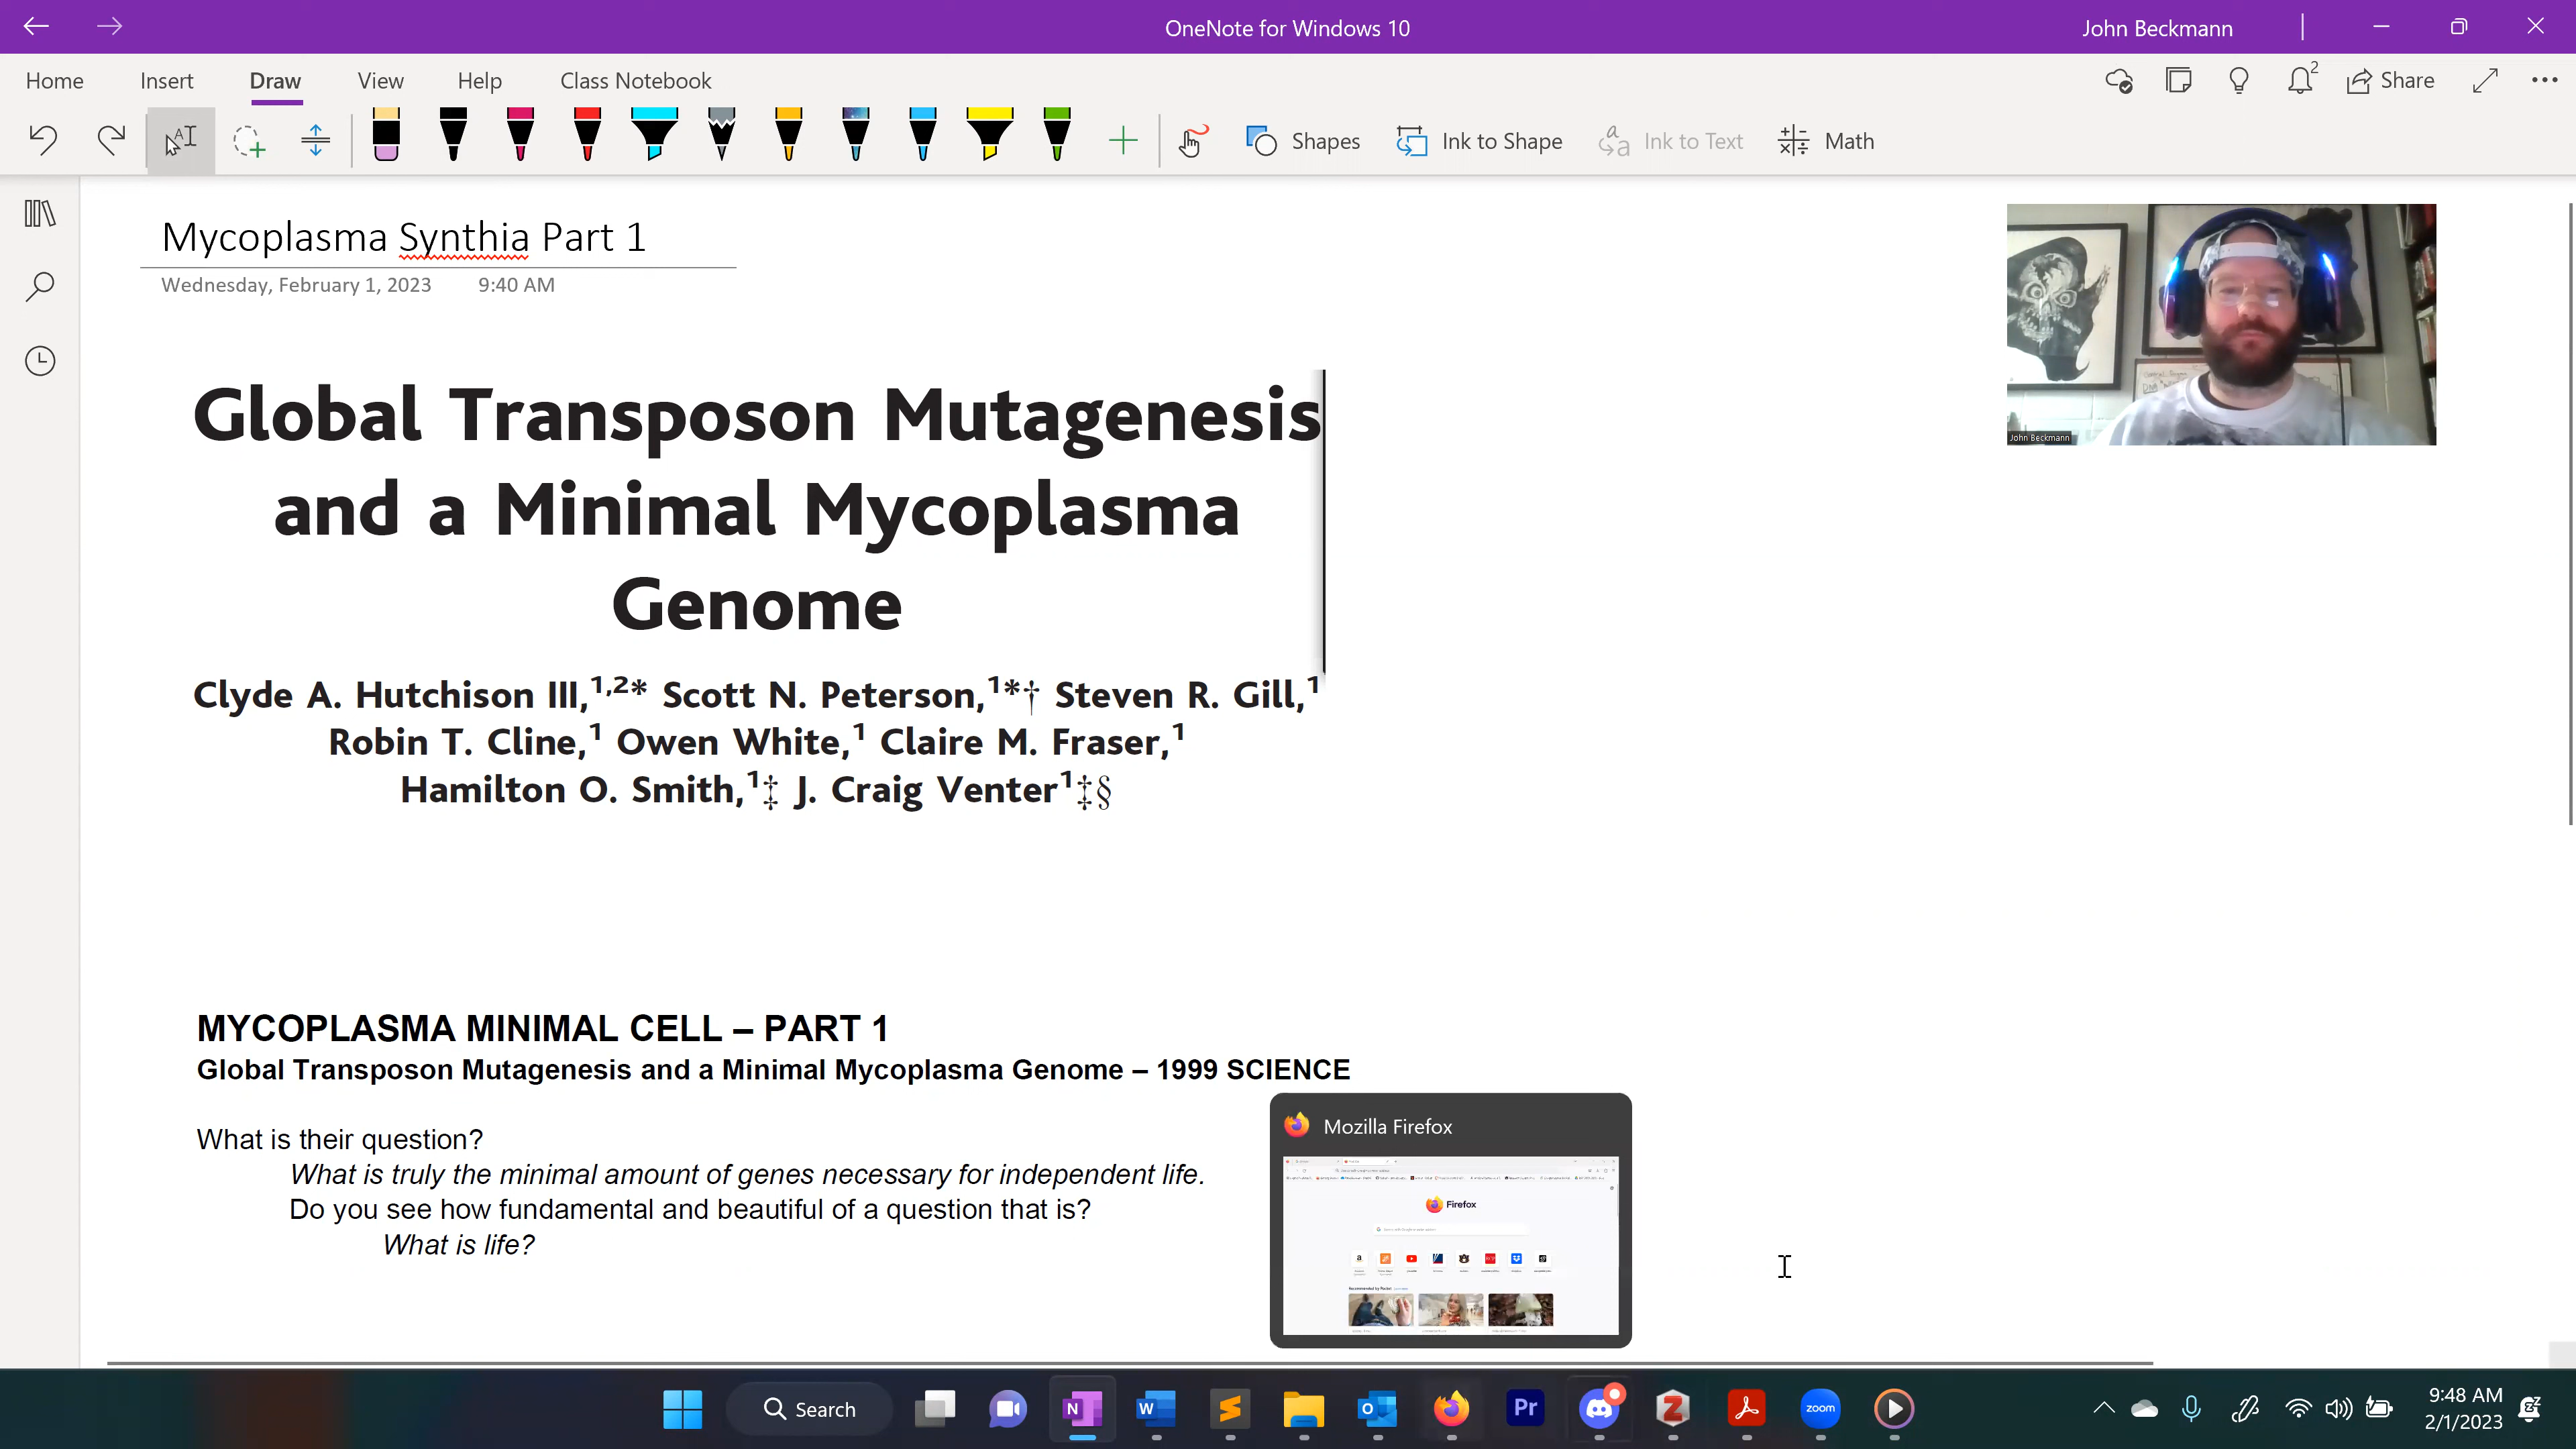 OneNote for Windows 10
John Beckmann
Home Insert Draw View Help Class Notebook
2
Share
Shapes Ink to Shape Ink to Text Math
Mycoplasma Synthia Part 1
Wednesday, February 1, 2023 9:40 AM
John Beckmann
Global Transposon Mutagenesis
and a Minimal Mycoplasma
Genome
Clyde A. Hutchison III,1,2* Scott N. Peterson,1*† Steven R. Gill,1
Robin T. Cline,1 Owen White,1 Claire M. Fraser,1
Hamilton O. Smith,1‡ J. Craig Venter1‡§
MYCOPLASMA MINIMAL CELL – PART 1
Global Transposon Mutagenesis and a Minimal Mycoplasma Genome – 1999 SCIENCE
What is their question?
What is truly the minimal amount of genes necessary for independent life.
Do you see how fundamental and beautiful of a question that is?
What is life?
Mozilla Firefox
Firefox
Search
zoom
9:48 AM
2/1/2023